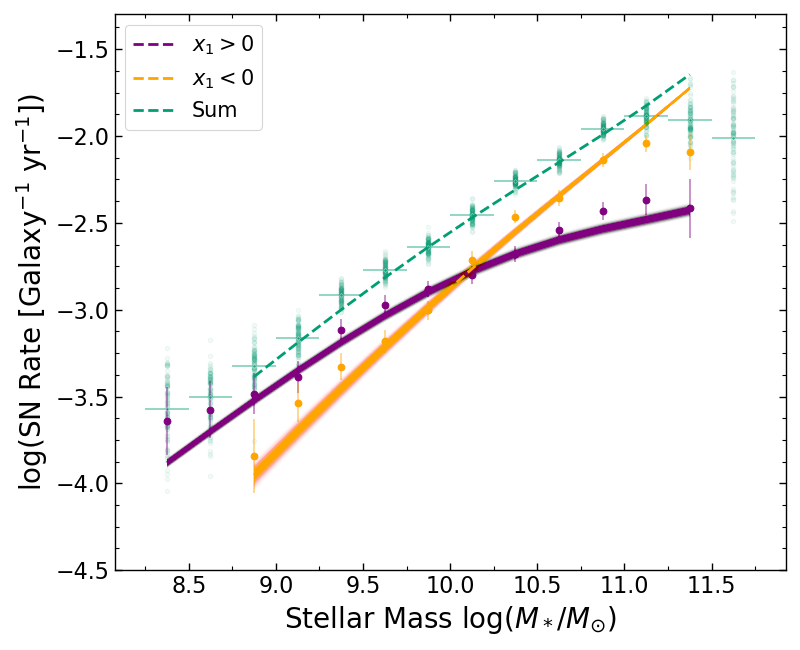 x₁ > 0
x₁ < 0
Sum
−1.5
−2.0
−2.5
−3.0
−3.5
−4.0
−4.5
log(SN Rate [Galaxy⁻¹ yr⁻¹])
8.5 9.0 9.5 10.0 10.5 11.0 11.5
Stellar Mass log(M_*/M_⊙)